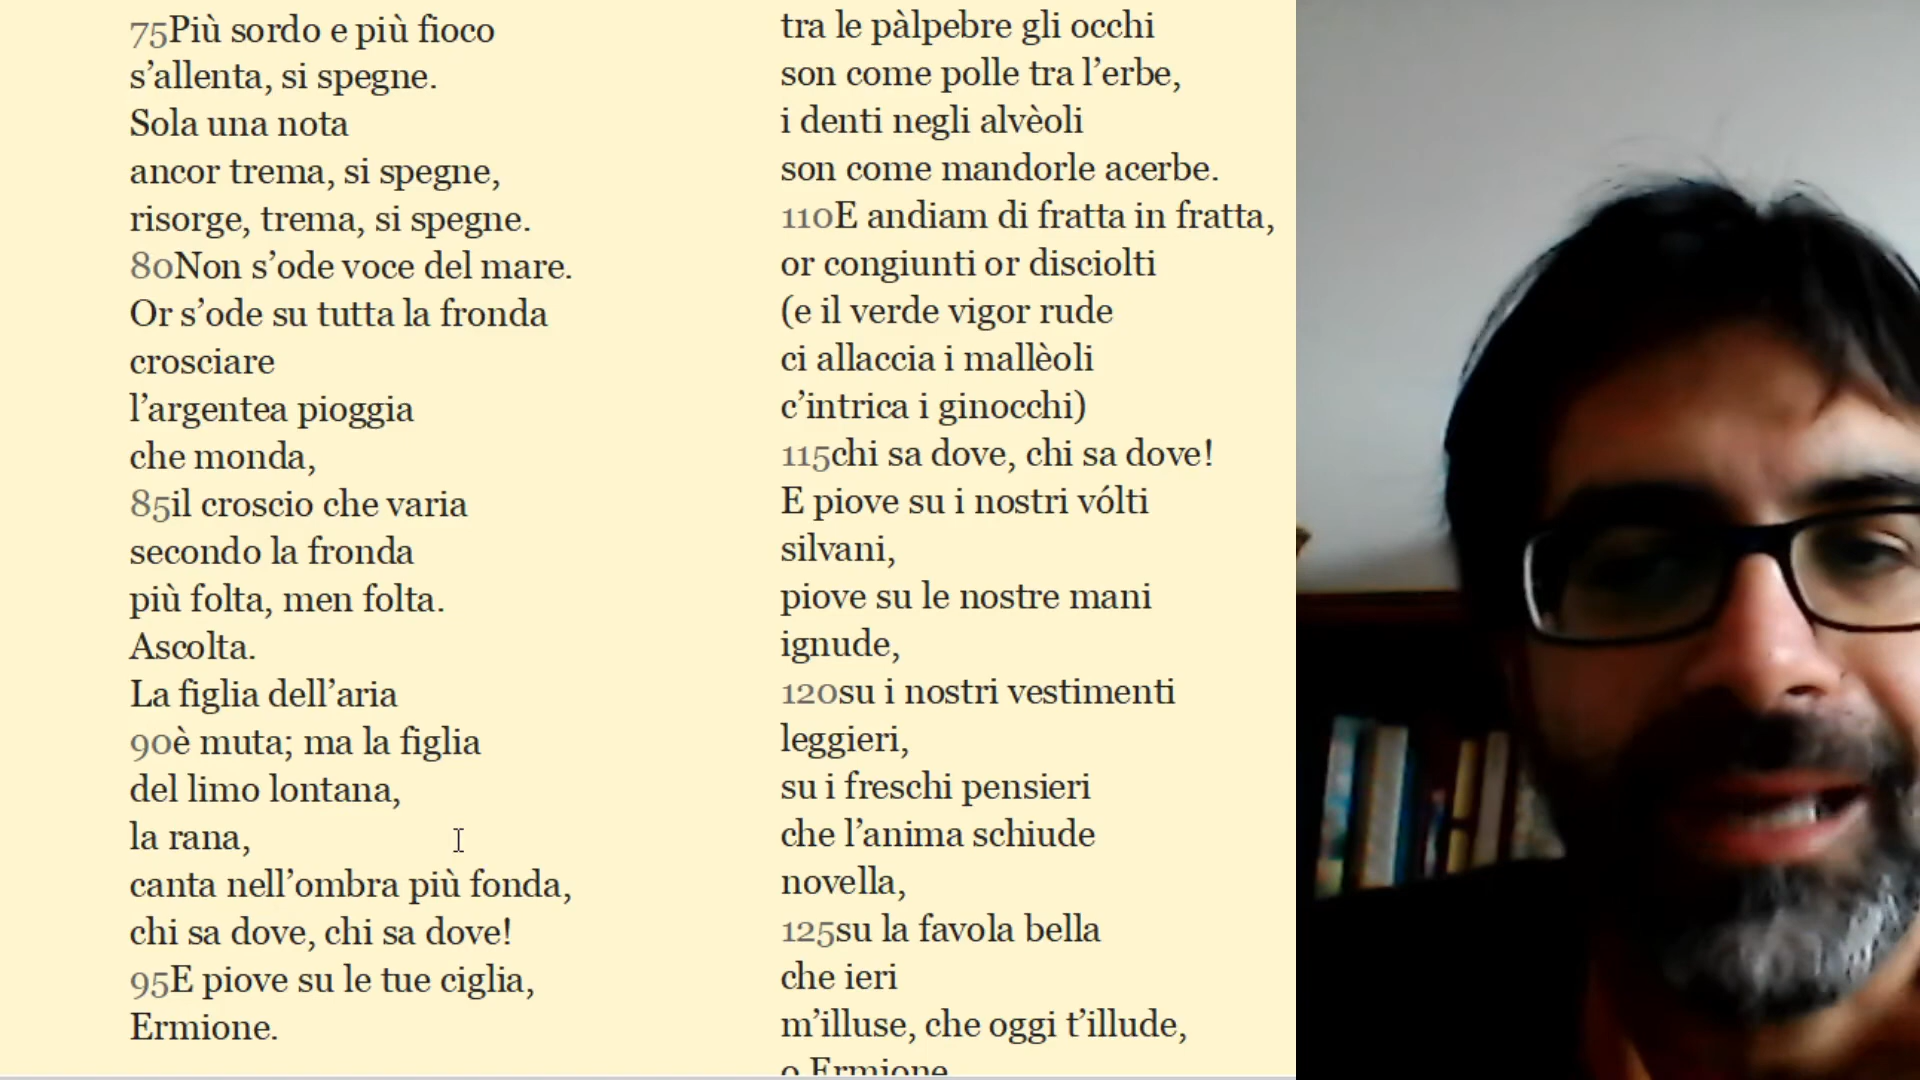 75Più sordo e più fioco
s’allenta, si spegne.
Sola una nota
ancor trema, si spegne,
risorge, trema, si spegne.
80Non s’ode voce del mare.
Or s’ode su tutta la fronda
crosciare
l’argentea pioggia
che monda,
85il croscio che varia
secondo la fronda
più folta, men folta.
Ascolta.
La figlia dell’aria
90è muta; ma la figlia
del limo lontana,
la rana,
canta nell’ombra più fonda,
chi sa dove, chi sa dove!
95E piove su le tue ciglia,
Ermione.
tra le pàlpebre gli occhi
son come polle tra l’erbe,
i denti negli alvèoli
son come mandorle acerbe.
110E andiam di fratta in fratta,
or congiunti or disciolti
(e il verde vigor rude
ci allaccia i mallèoli
c’intrica i ginocchi)
115chi sa dove, chi sa dove!
E piove su i nostri vólti
silvani,
piove su le nostre mani
ignude,
120su i nostri vestimenti
leggieri,
su i freschi pensieri
che l’anima schiude
novella,
125su la favola bella
che ieri
m’illuse, che oggi t’illude,
o Ermione